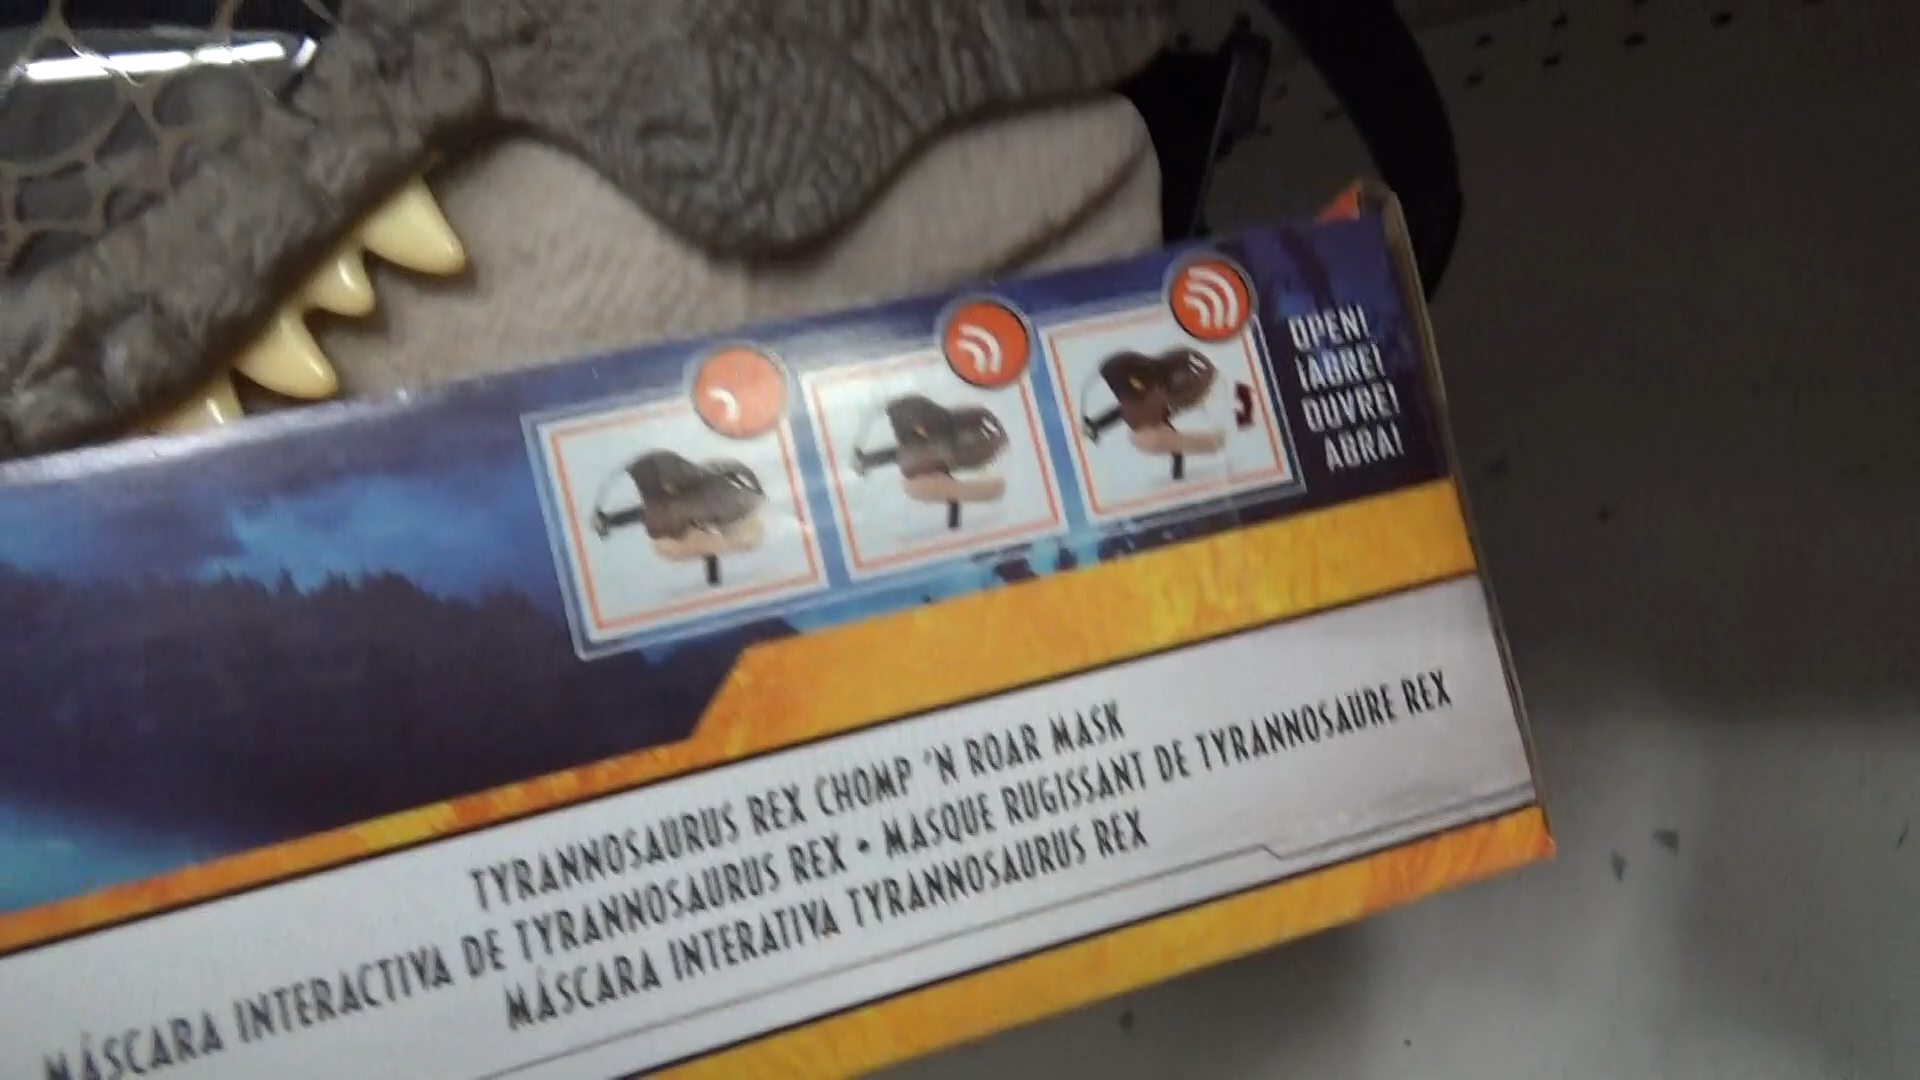 OPEN!
¡ABRE!
OUVRE!
ABRA!
TYRANNOSAURUS REX CHOMP 'N ROAR MASK
MÁSCARA INTERACTIVA DE TYRANNOSAURUS REX • MASQUE RUGISSANT DE TYRANNOSAURE REX
MÁSCARA INTERATIVA TYRANNOSAURUS REX